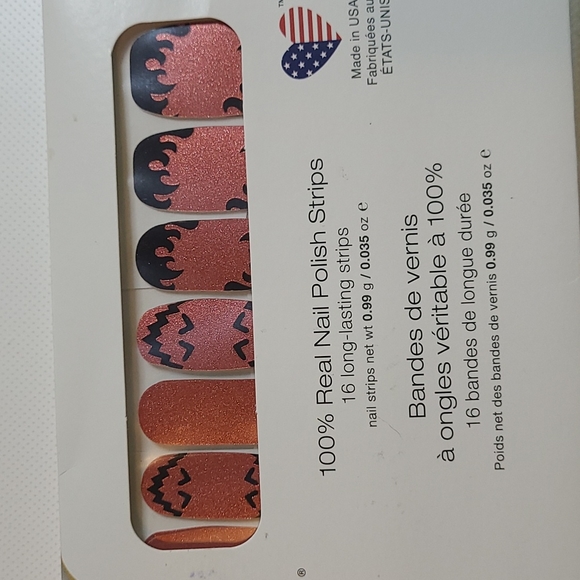 ™
Made in USA
Fabriquées au
ÉTATS-UNIS
100% Real Nail Polish Strips
16 long-lasting strips
nail strips net wt 0.99 g / 0.035 oz ℮
Bandes de vernis
à ongles véritable à 100%
16 bandes de longue durée
Poids net des bandes de vernis 0.99 g / 0.035 oz ℮
®